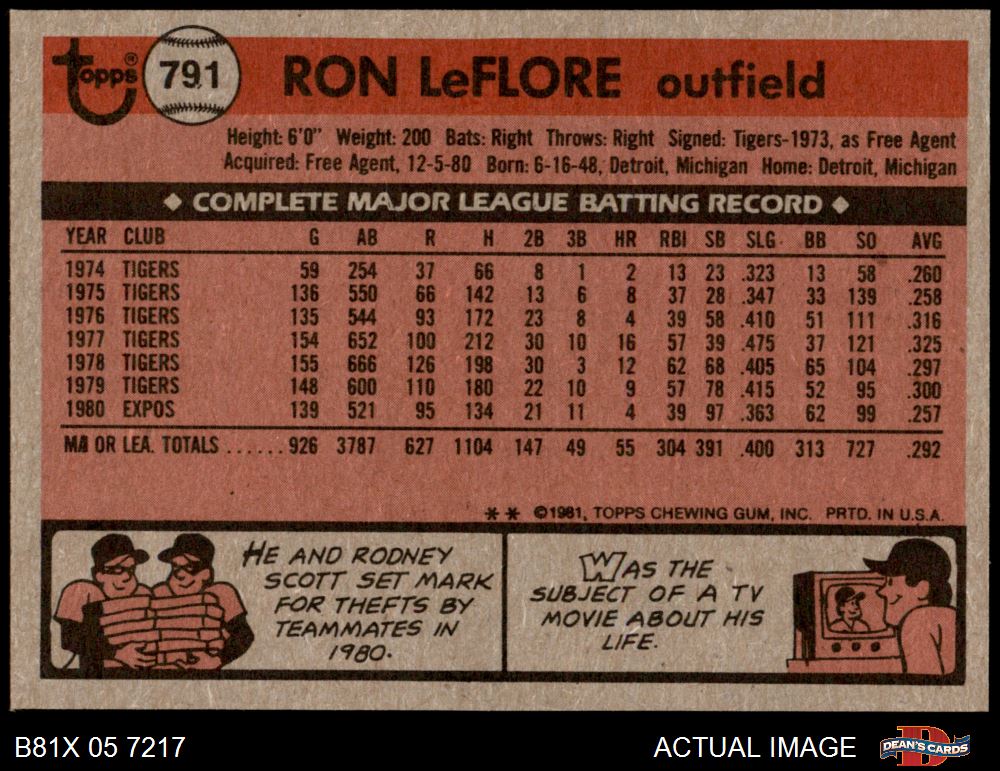 Topps® 791 RON LeFLORE outfield
Height: 6'0" Weight: 200 Bats: Right Throws: Right Signed: Tigers-1973, as Free Agent
Acquired: Free Agent, 12-5-80 Born: 6-16-48, Detroit, Michigan Home: Detroit, Michigan
◆ COMPLETE MAJOR LEAGUE BATTING RECORD ◆
YEAR CLUB G AB R H 2B 3B HR RBI SB SLG BB SO AVG
1974 TIGERS 59 254 37 66 8 1 2 13 23 .323 13 58 .260
1975 TIGERS 136 550 66 142 13 6 8 37 28 .347 33 139 .258
1976 TIGERS 135 544 93 172 23 8 4 39 58 .410 51 111 .316
1977 TIGERS 154 652 100 212 30 10 16 57 39 .475 37 121 .325
1978 TIGERS 155 666 126 198 30 3 12 62 68 .405 65 104 .297
1979 TIGERS 148 600 110 180 22 10 9 57 78 .415 52 95 .300
1980 EXPOS 139 521 95 134 21 11 4 39 97 .363 62 99 .257
MAJOR LEA. TOTALS ...... 926 3787 627 1104 147 49 55 304 391 .400 313 727 .292
** ©1981, TOPPS CHEWING GUM, INC. PRTD. IN U.S.A.
HE AND RODNEY
SCOTT SET MARK
FOR THEFTS BY
TEAMMATES IN
1980.
WAS THE
SUBJECT OF A TV
MOVIE ABOUT HIS
LIFE.
B81X 05 7217 ACTUAL IMAGE DEAN'S CARDS